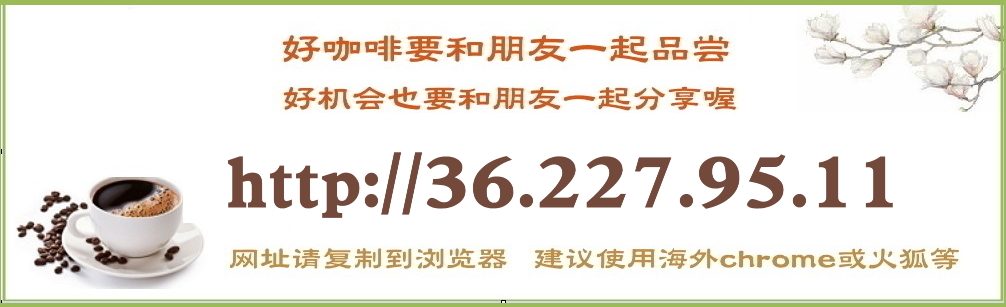 好咖啡要和朋友一起品尝
好机会也要和朋友一起分享喔
http://36.227.95.11
网址请复制到浏览器 建议使用海外chrome或火狐等